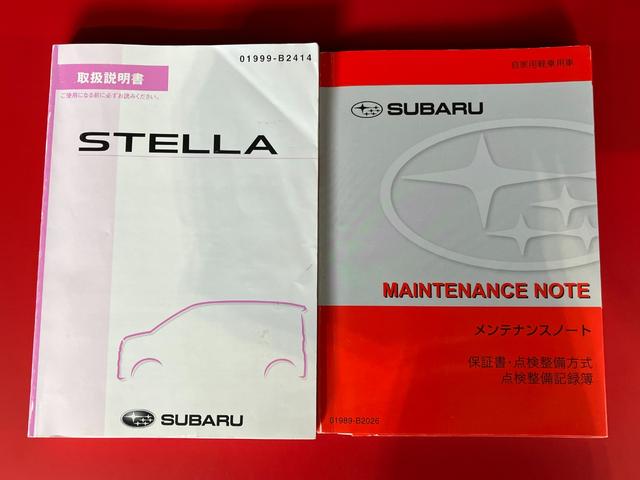 01999-B2414
取扱説明書
ご使用になる前に必ずお読みください。
STELLA
SUBARU
自家用軽乗用車
SUBARU
MAINTENANCE NOTE
メンテナンスノート
保証書・点検整備方式
点検整備記録簿
01989-B2026